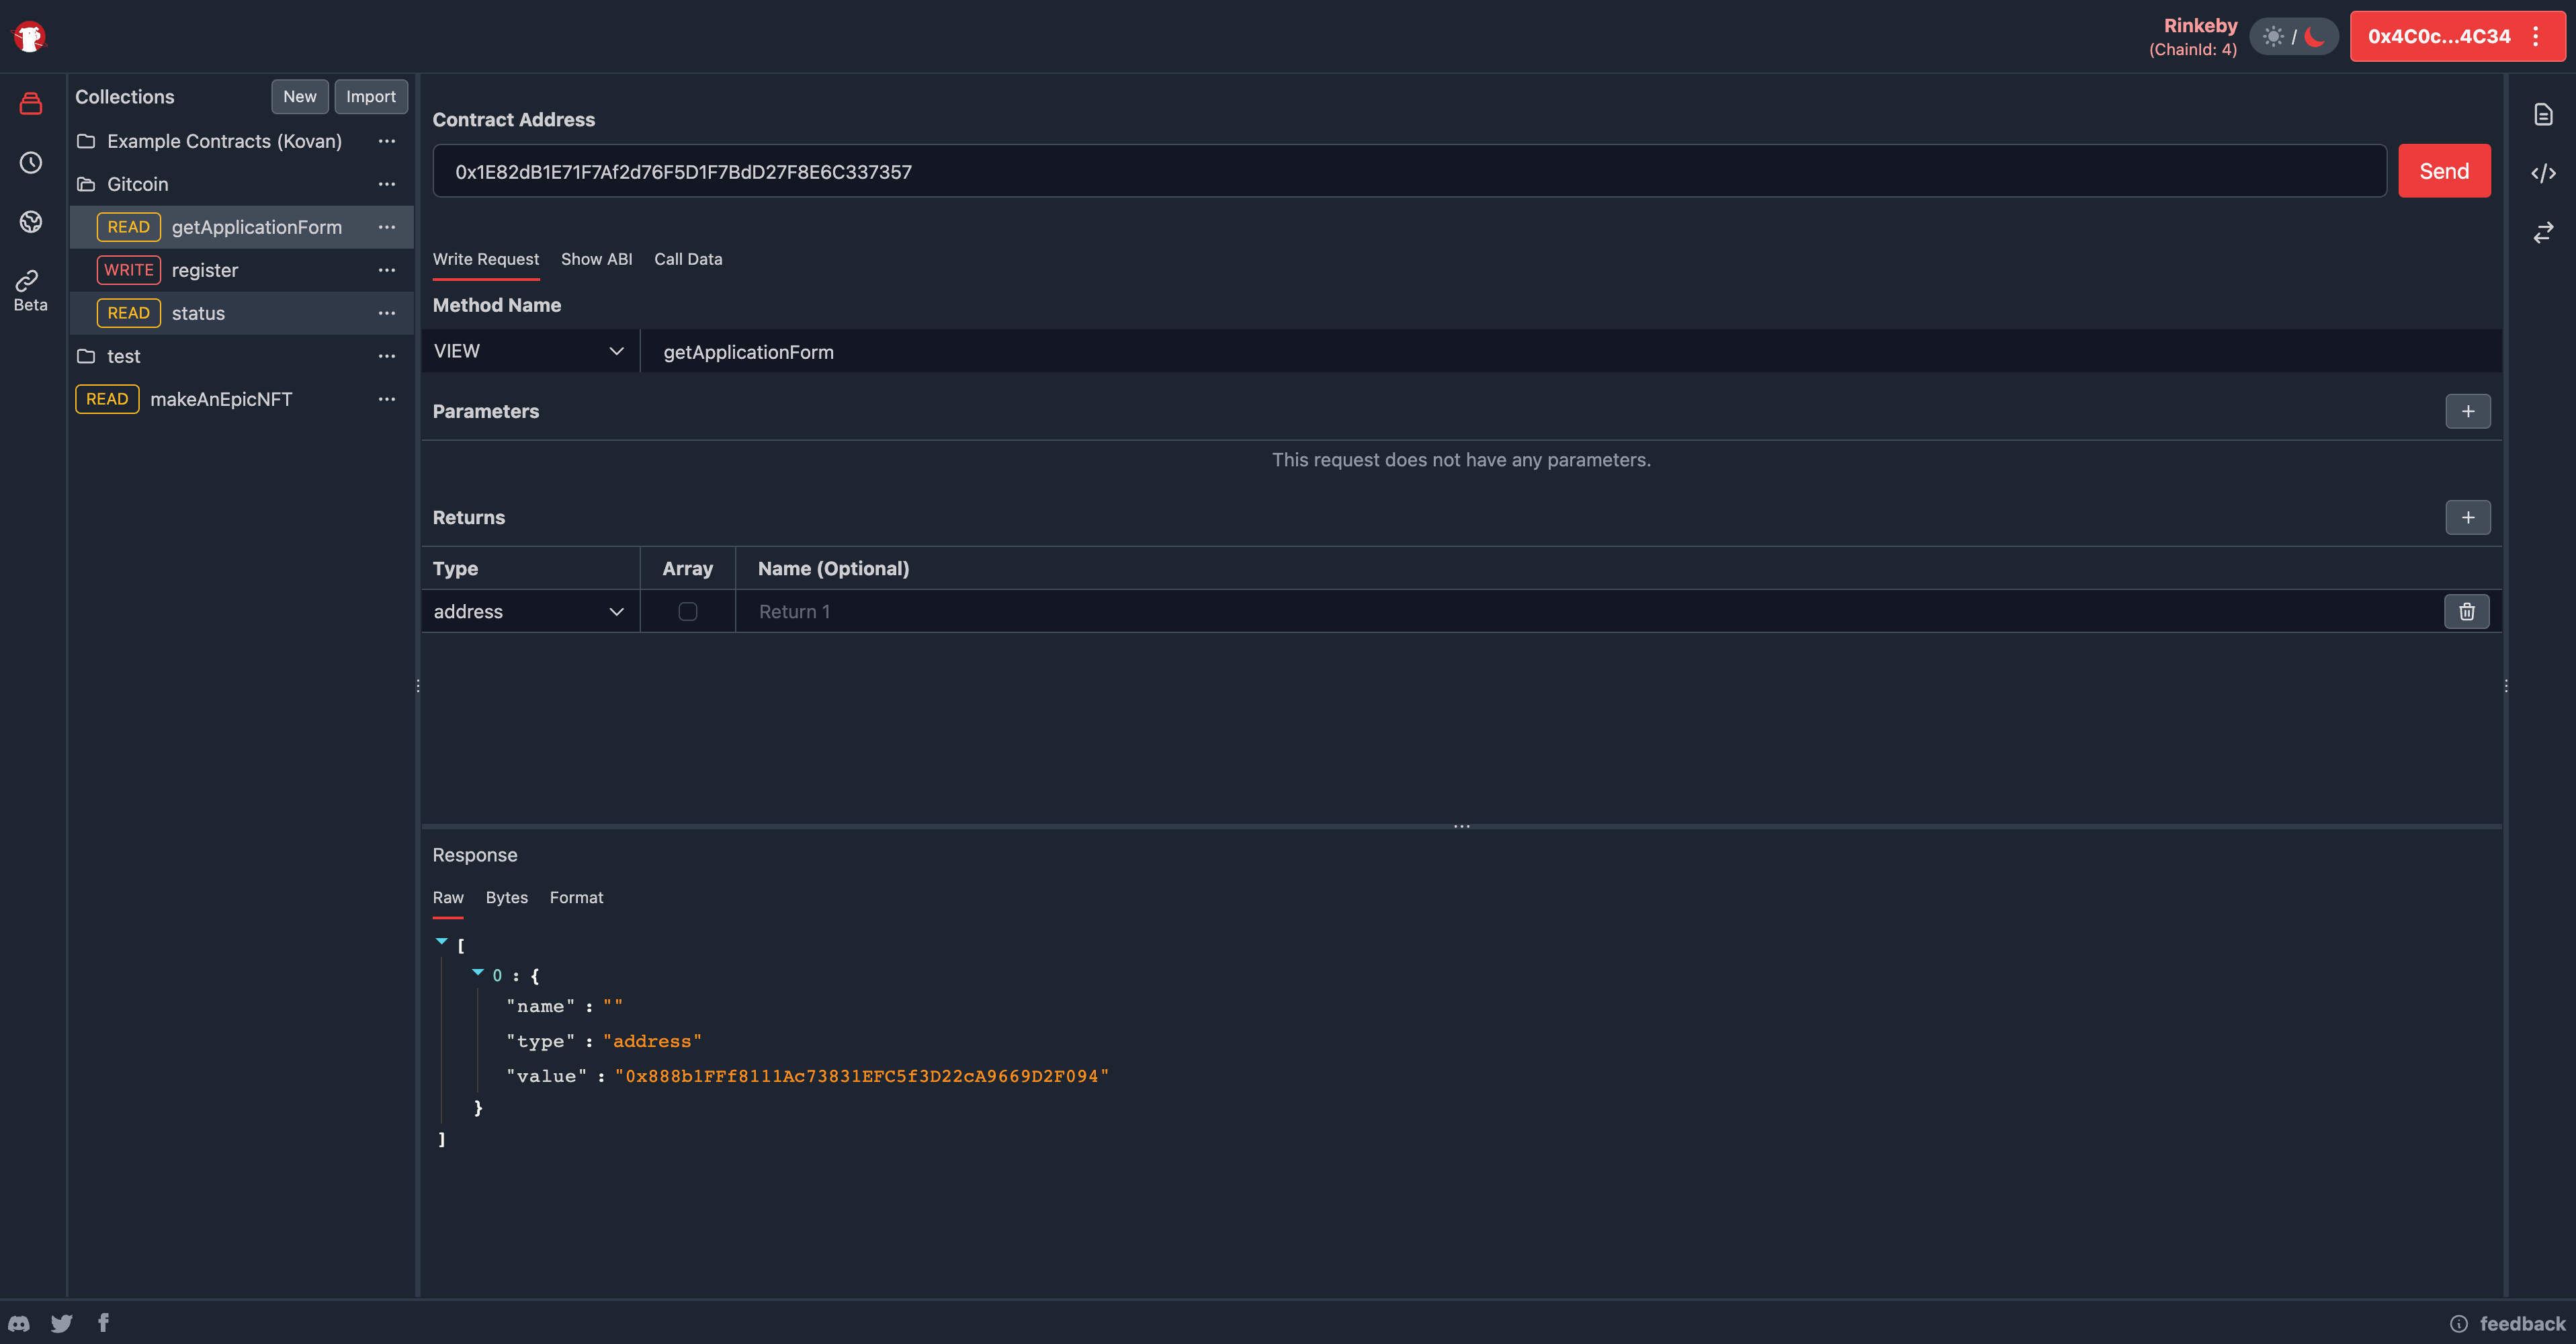 Rinkeby
(ChainId: 4)
/
0x4C0c...4C34
Beta
Collections
New
Import
Example Contracts (Kovan)
Gitcoin
READ getApplicationForm
WRITE register
READ status
test
READ makeAnEpicNFT
Contract Address
0x1E82dB1E71F7Af2d76F5D1F7BdD27F8E6C337357
Send
Write Request Show ABI Call Data
Method Name
VIEW getApplicationForm
Parameters
+
This request does not have any parameters.
Returns
+
Type Array Name (Optional)
address Return 1
Response
Raw Bytes Format
[
0 : {
"name" : ""
"type" : "address"
"value" : "0x888b1FFf8111Ac73831EFC5f3D22cA9669D2F094"
}
]
feedback